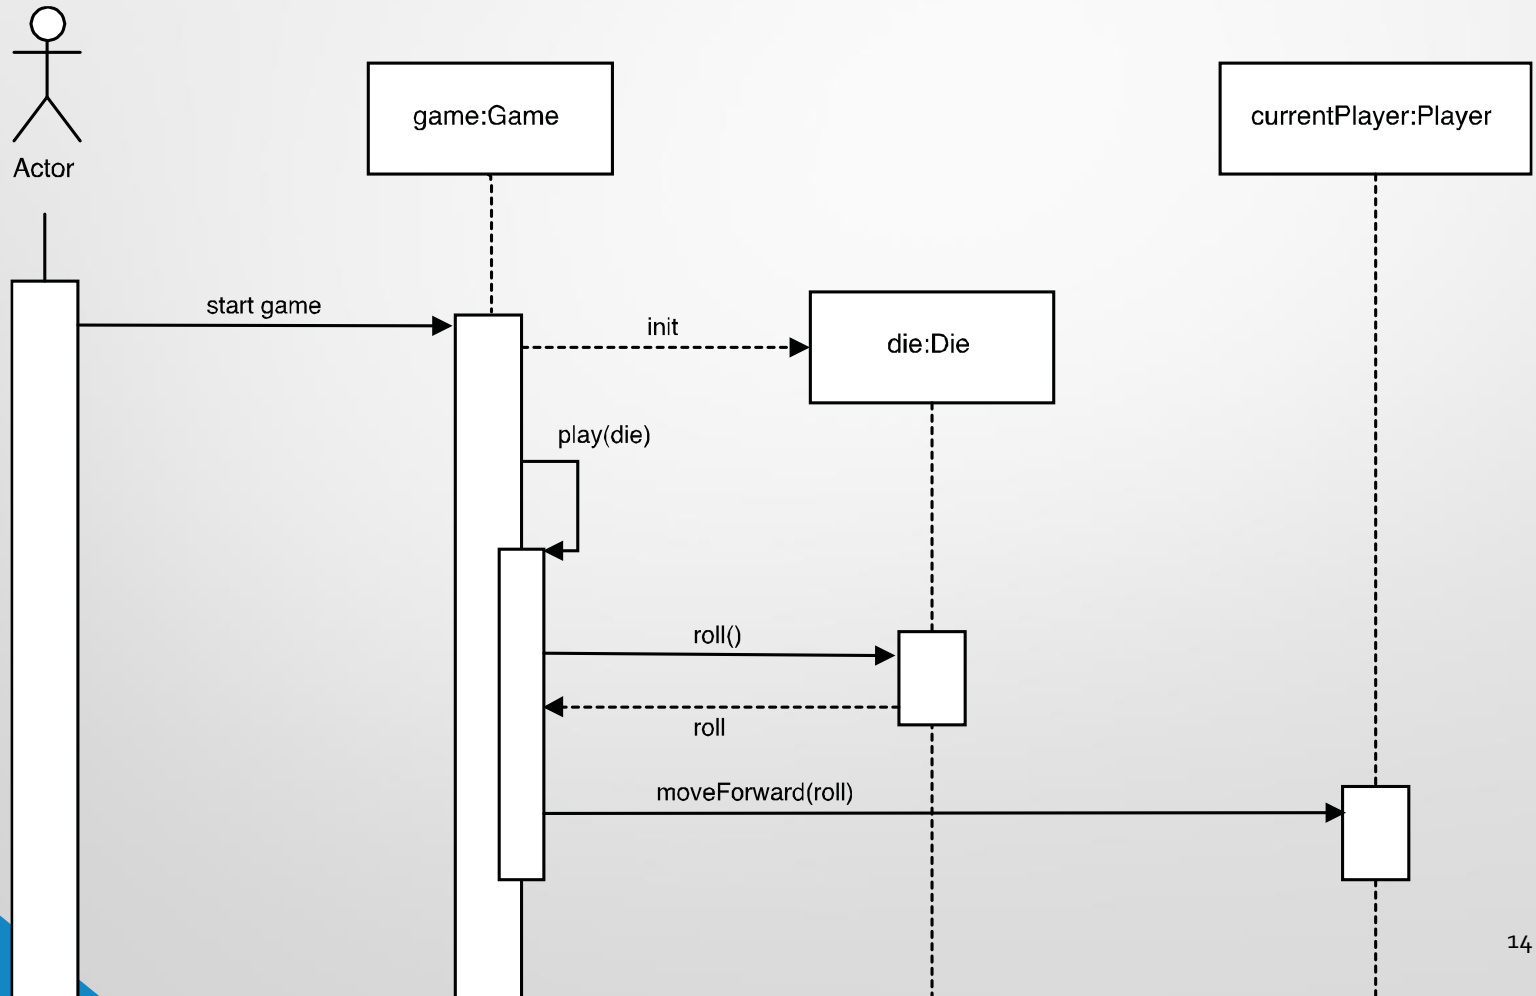 Actor
game:Game
currentPlayer:Player
start game
init
die:Die
play(die)
roll()
roll
moveForward(roll)
14